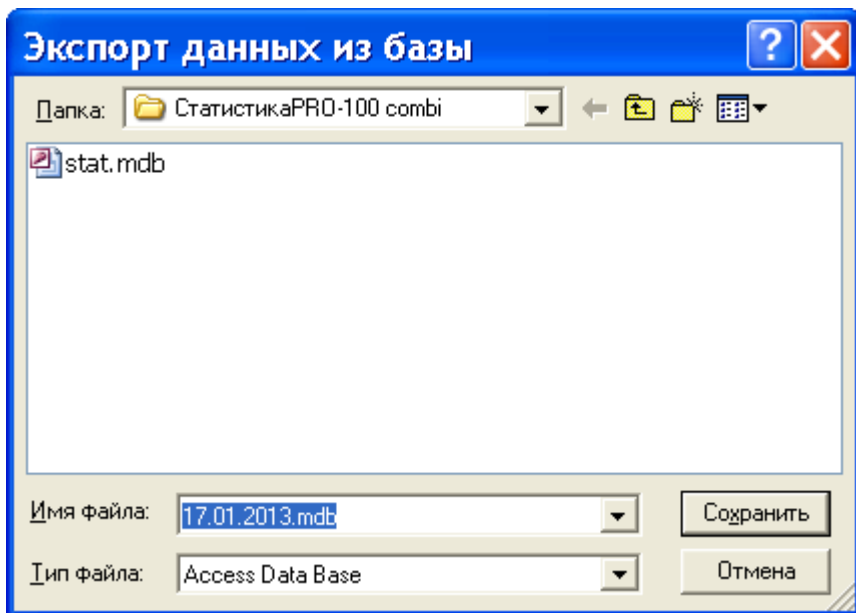 Экспорт данных из базы
Папка: СтатистикаPRO-100 combi
stat.mdb
Имя файла: 17.01.2013.mdb Сохранить
Тип файла: Access Data Base Отмена